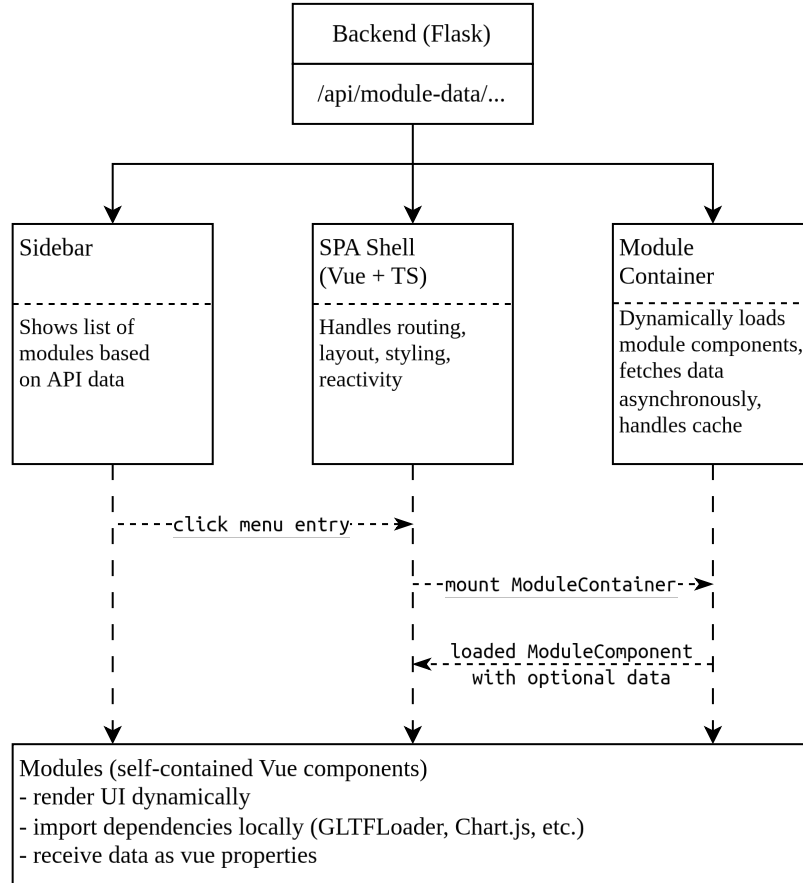 Backend (Flask)
/api/module-data/...
Sidebar
Shows list of
modules based
on API data
SPA Shell
(Vue + TS)
Handles routing,
layout, styling,
reactivity
Module
Container
Dynamically loads
module components,
fetches data
asynchronously,
handles cache
click menu entry
mount ModuleContainer
loaded ModuleComponent
with optional data
Modules (self-contained Vue components)
- render UI dynamically
- import dependencies locally (GLTFLoader, Chart.js, etc.)
- receive data as vue properties